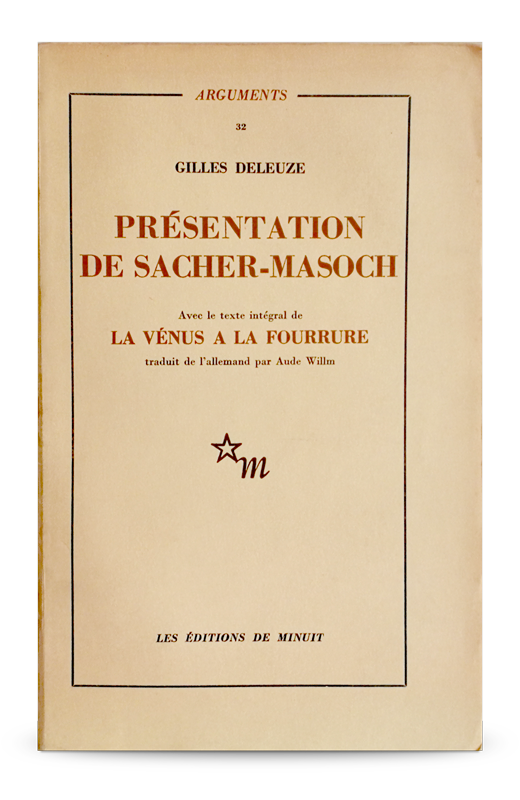 ARGUMENTS
32
GILLES DELEUZE
PRÉSENTATION
DE SACHER-MASOCH
Avec le texte intégral de
LA VÉNUS A LA FOURRURE
traduit de l'allemand par Aude Willm
m
LES ÉDITIONS DE MINUIT